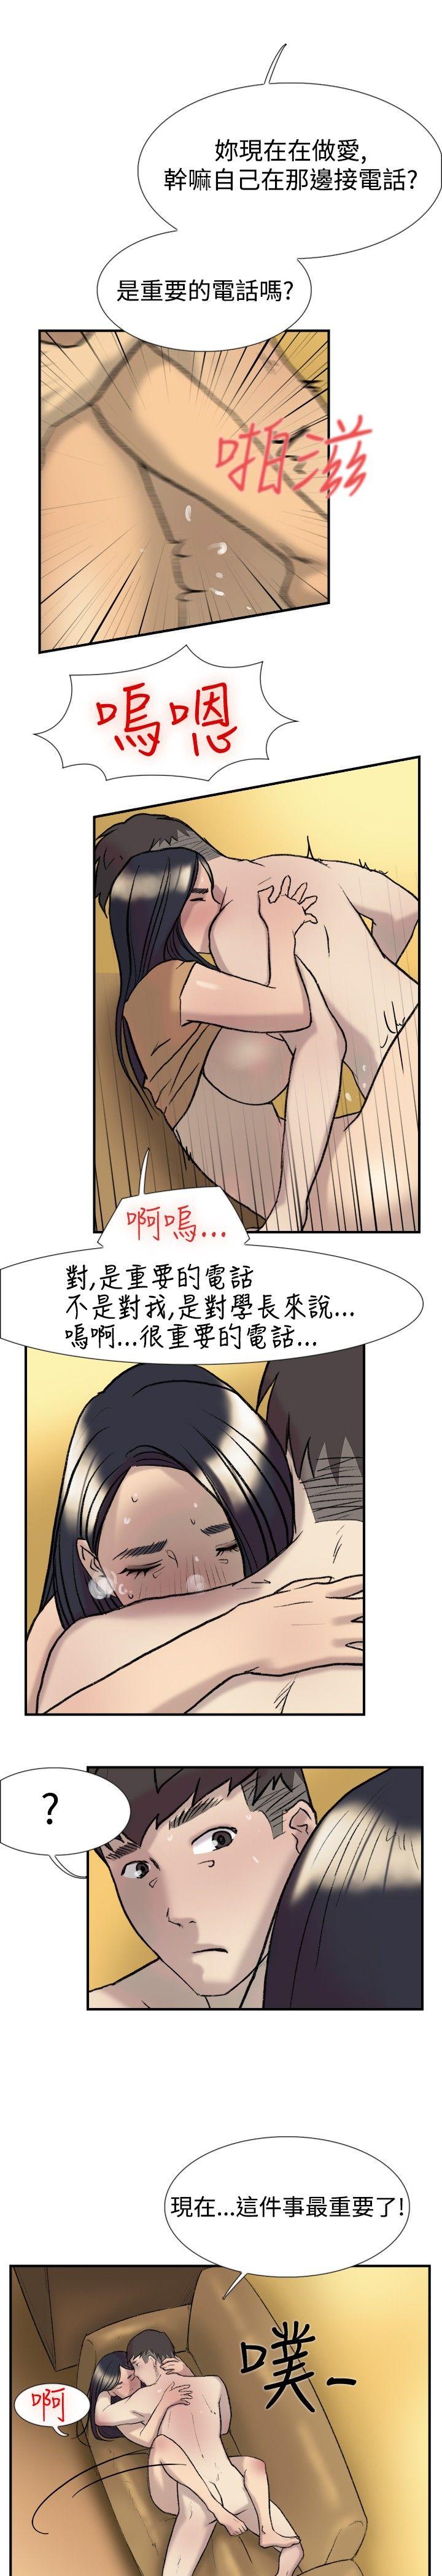 妳現在在做愛,
幹嘛自己在那邊接電話?
是重要的電話嗎?
啪滋
嗚嗯
啊嗚...
對,是重要的電話
不是對我,是對學長來說...
嗚啊...很重要的電話...
?
現在...這件事最重要了!
噗-
啊